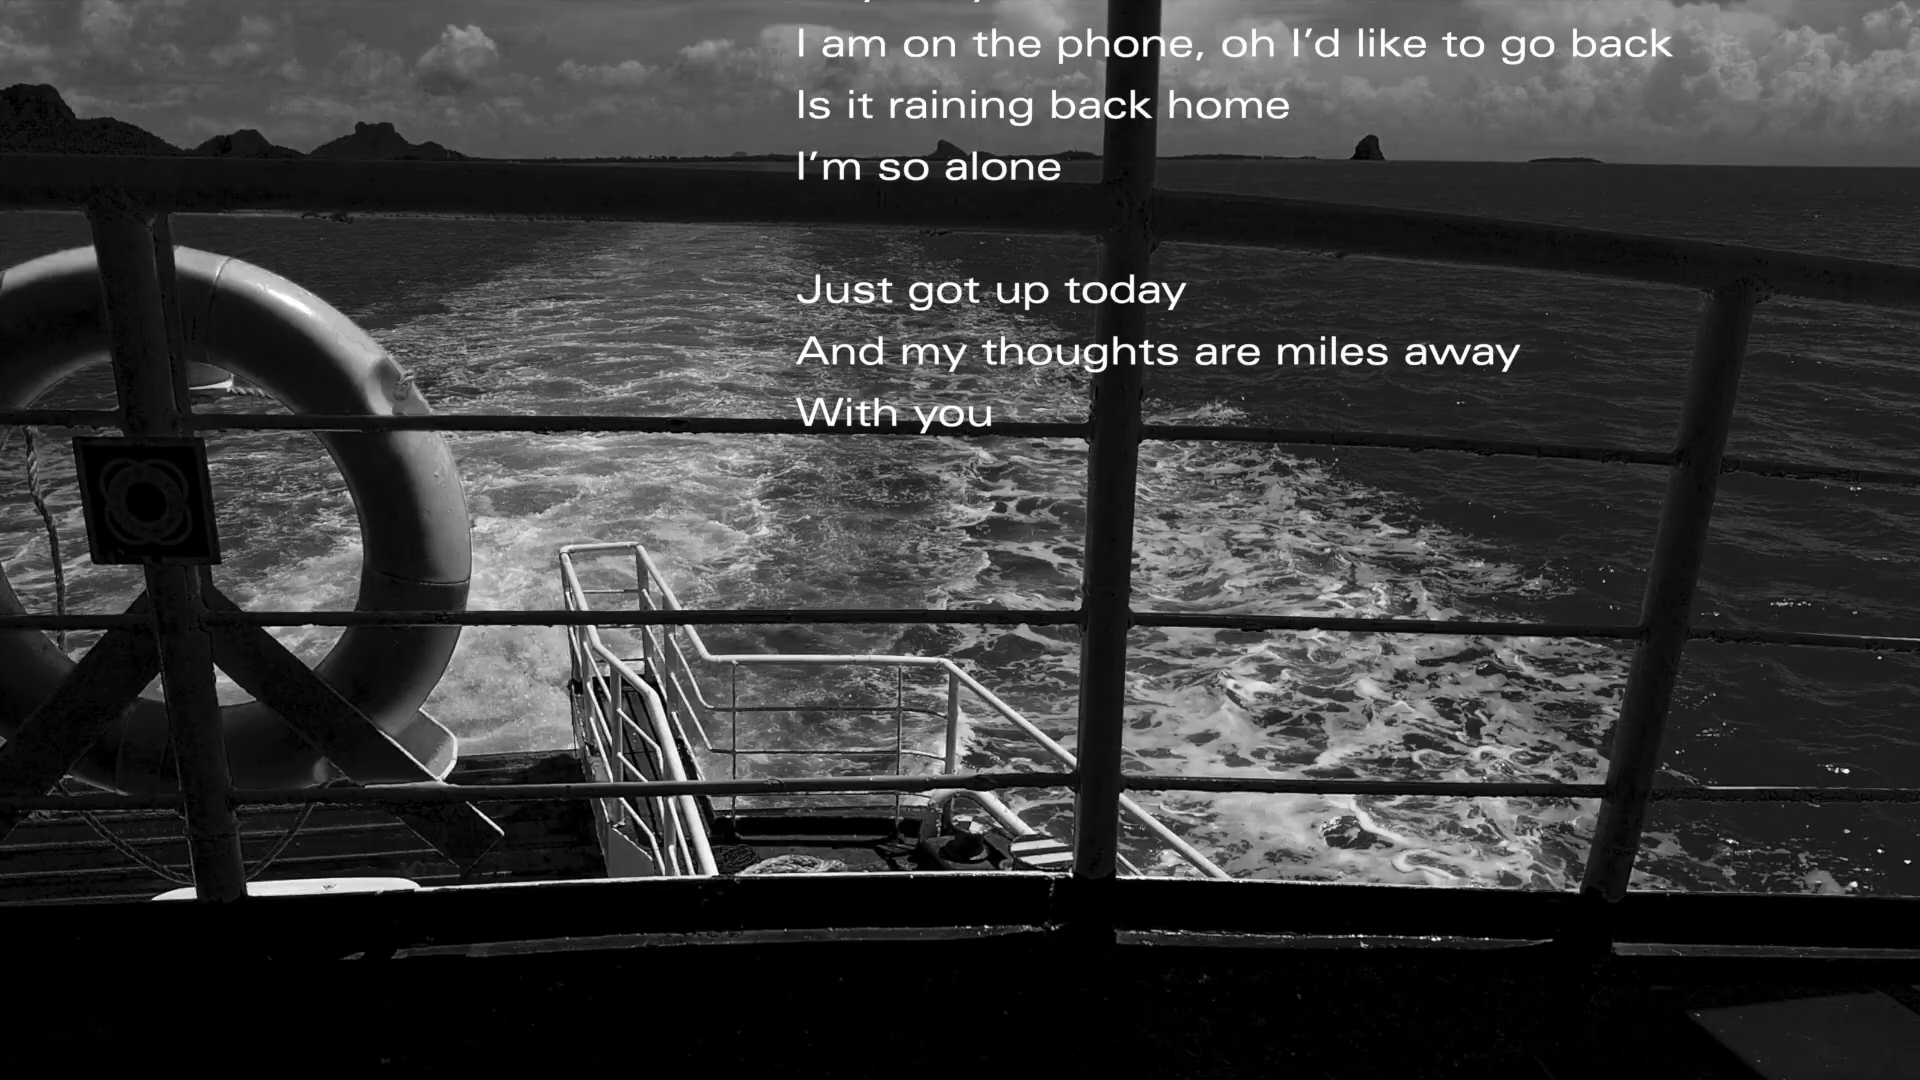 I am on the phone, oh I’d like to go back
Is it raining back home
I’m so alone
Just got up today
And my thoughts are miles away
With you